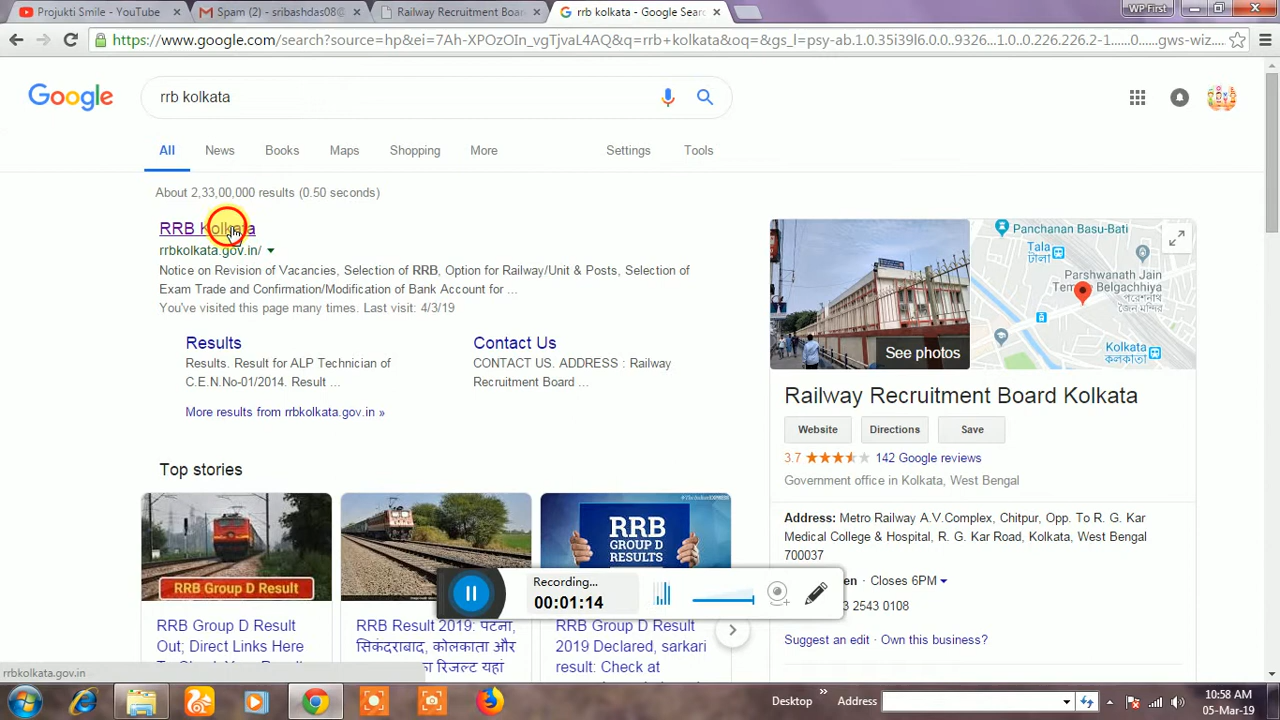 Projukti Smile - YouTube
Spam (2) - sribashdas08@
Railway Recruitment Boar
rrb kolkata - Google Sear
WP First
https://www.google.com/search?source=hp&ei=7Ah-XPOzOIn_vgTjvaL4AQ&q=rrb+kolkata&oq=&gs_l=psy-ab.1.0.35i39l6.0.0..9326...1.0..0.226.226.2-1......0....1..gws-wiz...
Google
rrb kolkata
All News Books Maps Shopping More Settings Tools
About 2,33,00,000 results (0.50 seconds)
RRB Kolkata
rrbkolkata.gov.in/
Notice on Revision of Vacancies, Selection of RRB, Option for Railway/Unit & Posts, Selection of
Exam Trade and Confirmation/Modification of Bank Account for ...
You've visited this page many times. Last visit: 4/3/19
Results
Results. Result for ALP Technician of
C.E.N.No-01/2014. Result ...
Contact Us
CONTACT US. ADDRESS : Railway
Recruitment Board ...
More results from rrbkolkata.gov.in »
Top stories
RRB Group D Result
RRB
GROUP D
RESULTS
RRB Group D Result
Out; Direct Links Here
RRB Result 2019: पटना,
सिकंदराबाद, कोलकाता और
का रिजल्ट यहां
RRB Group D Result
2019 Declared, sarkari
result: Check at
See photos
Panchanan Basu-Bati
Tala
টালা
Parshwanath Jain
Temple Belgachhiya
Kolkata
কলকাতা
Railway Recruitment Board Kolkata
Website Directions Save
3.7 142 Google reviews
Government office in Kolkata, West Bengal
Address: Metro Railway A.V.Complex, Chitpur, Opp. To R. G. Kar
Medical College & Hospital, R. G. Kar Road, Kolkata, West Bengal
700037
Closes 6PM
2543 0108
Suggest an edit · Own this business?
Recording...
00:01:14
rrbkolkata.gov.in
Desktop
Address
10:58 AM
05-Mar-19